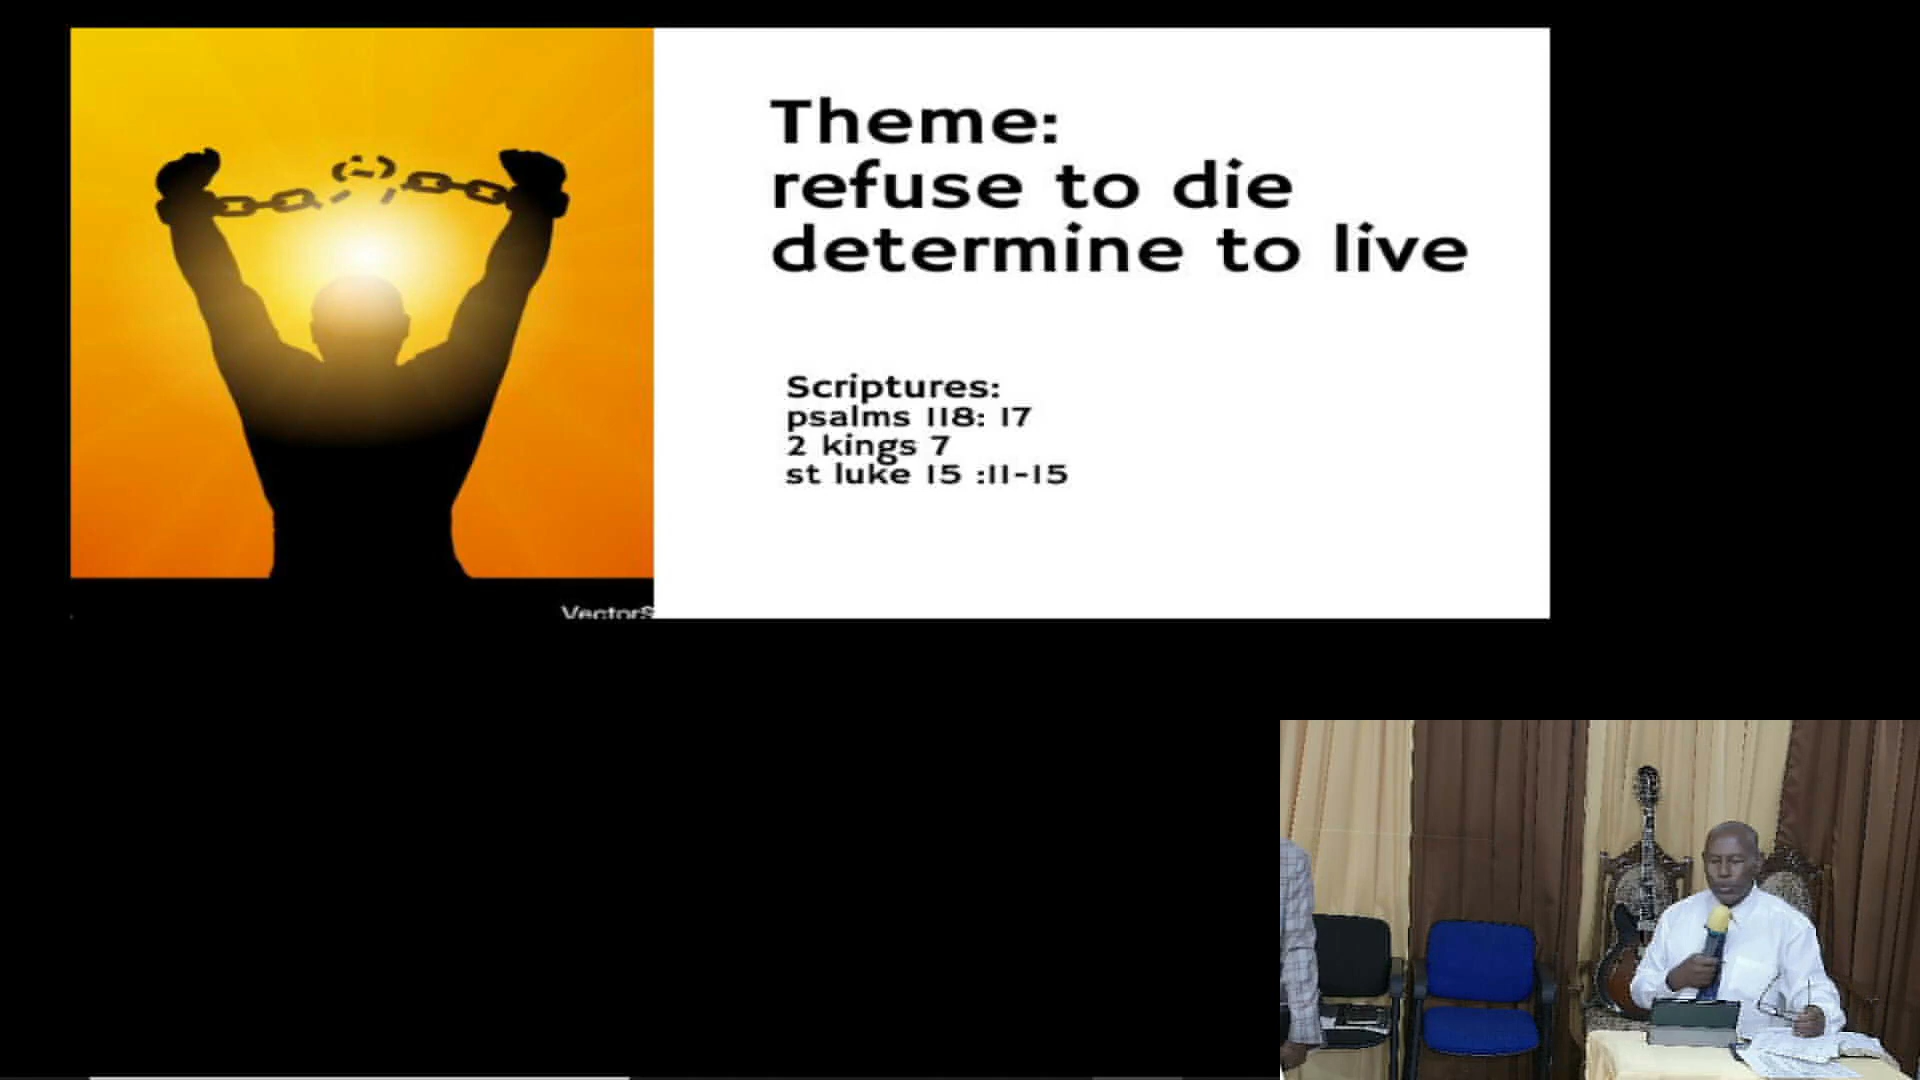 Theme:
refuse to die
determine to live
Scriptures:
psalms 118: 17
2 kings 7
st luke 15 :11-15
VectorS